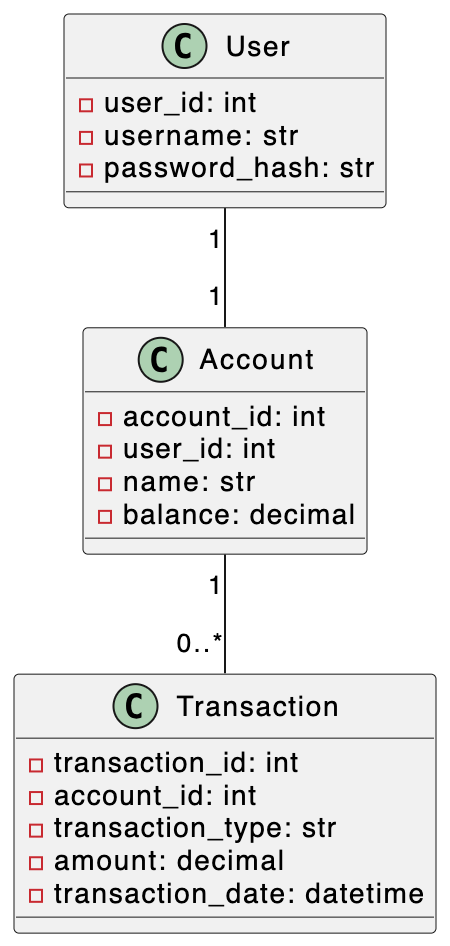 C User
user_id: int
username: str
password_hash: str
1
1
C Account
account_id: int
user_id: int
name: str
balance: decimal
1
0..*
C Transaction
transaction_id: int
account_id: int
transaction_type: str
amount: decimal
transaction_date: datetime